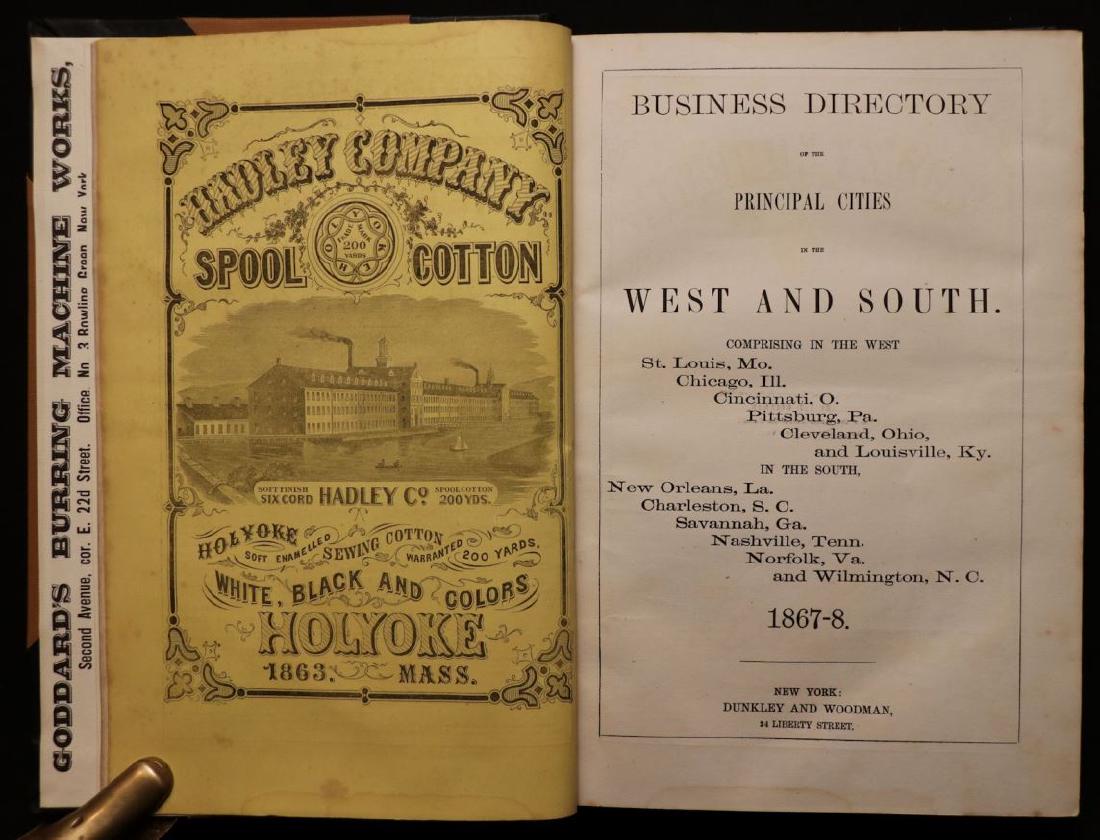 GODDARD'S BURRING MACHINE WORKS,
Second Avenue, cor. E. 22d Street. Office No 3 Bowling Green New York
HADLEY COMPANY
HOLYOKE
HADLEY MAKE
200
YARDS
SPOOL COTTON
SOFT FINISH
SIX CORD
HADLEY Co
SPOOL COTTON
200 YDS.
HOLYOKE
SOFT ENAMELLED
SEWING COTTON
WARRANTED
200 YARDS,
WHITE, BLACK AND COLORS
HOLYOKE
1863. MASS.
BUSINESS DIRECTORY
OF THE
PRINCIPAL CITIES
IN THE
WEST AND SOUTH.
COMPRISING IN THE WEST
St. Louis, Mo.
Chicago, Ill.
Cincinnati. O.
Pittsburg, Pa.
Cleveland, Ohio,
and Louisville, Ky.
IN THE SOUTH,
New Orleans, La.
Charleston, S. C.
Savannah, Ga.
Nashville, Tenn.
Norfolk, Va.
and Wilmington, N. C.
1867-8.
NEW YORK:
DUNKLEY AND WOODMAN,
34 LIBERTY STREET.